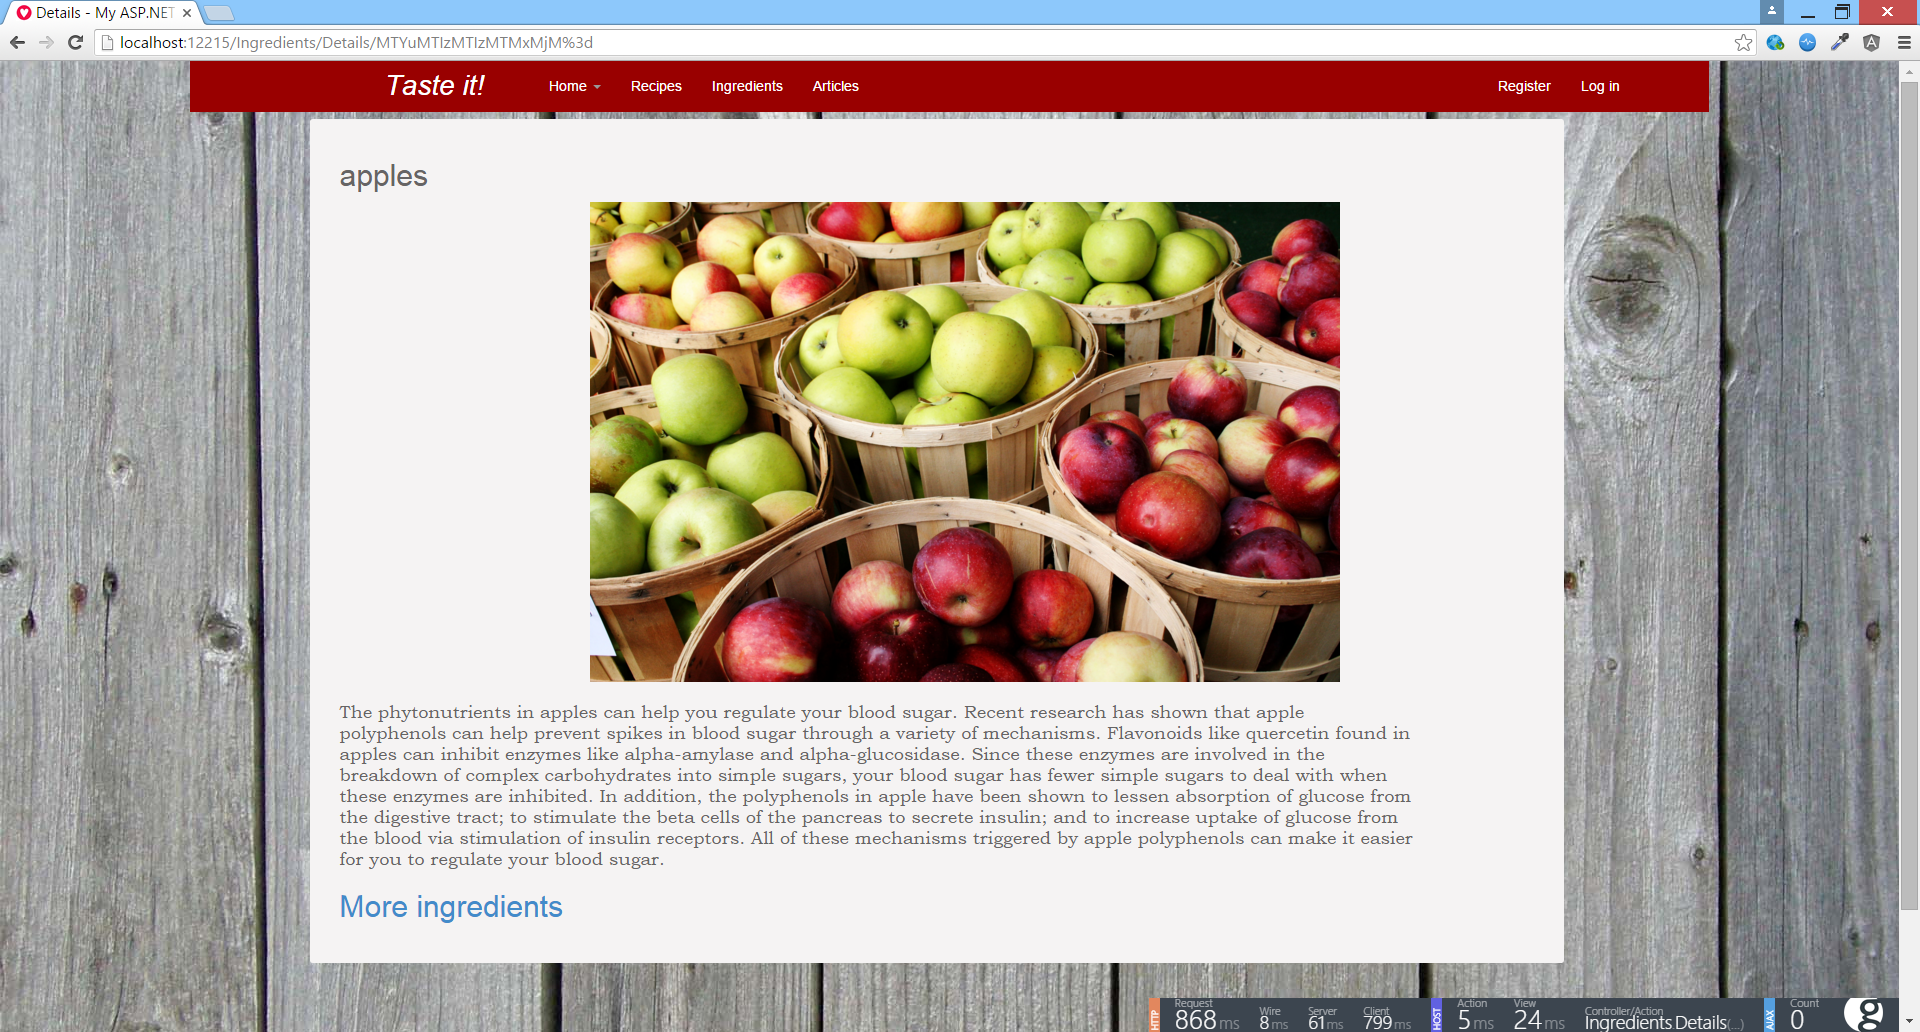 Details - My ASP.NET
localhost:12215/Ingredients/Details/MTYuMTIzMTIzMTMxMjM%3d
Taste it!
Home
Recipes
Ingredients
Articles
Register
Log in
apples
The phytonutrients in apples can help you regulate your blood sugar. Recent research has shown that apple
polyphenols can help prevent spikes in blood sugar through a variety of mechanisms. Flavonoids like quercetin found in
apples can inhibit enzymes like alpha-amylase and alpha-glucosidase. Since these enzymes are involved in the
breakdown of complex carbohydrates into simple sugars, your blood sugar has fewer simple sugars to deal with when
these enzymes are inhibited. In addition, the polyphenols in apple have been shown to lessen absorption of glucose from
the digestive tract; to stimulate the beta cells of the pancreas to secrete insulin; and to increase uptake of glucose from
the blood via stimulation of insulin receptors. All of these mechanisms triggered by apple polyphenols can make it easier
for you to regulate your blood sugar.
More ingredients
HTTP
Request
868 ms
Wire
8 ms
Server
61 ms
Client
799 ms
HOST
Action
5 ms
View
24 ms
Controller/Action
Ingredients Details(...)
AJAX
Count
0
g